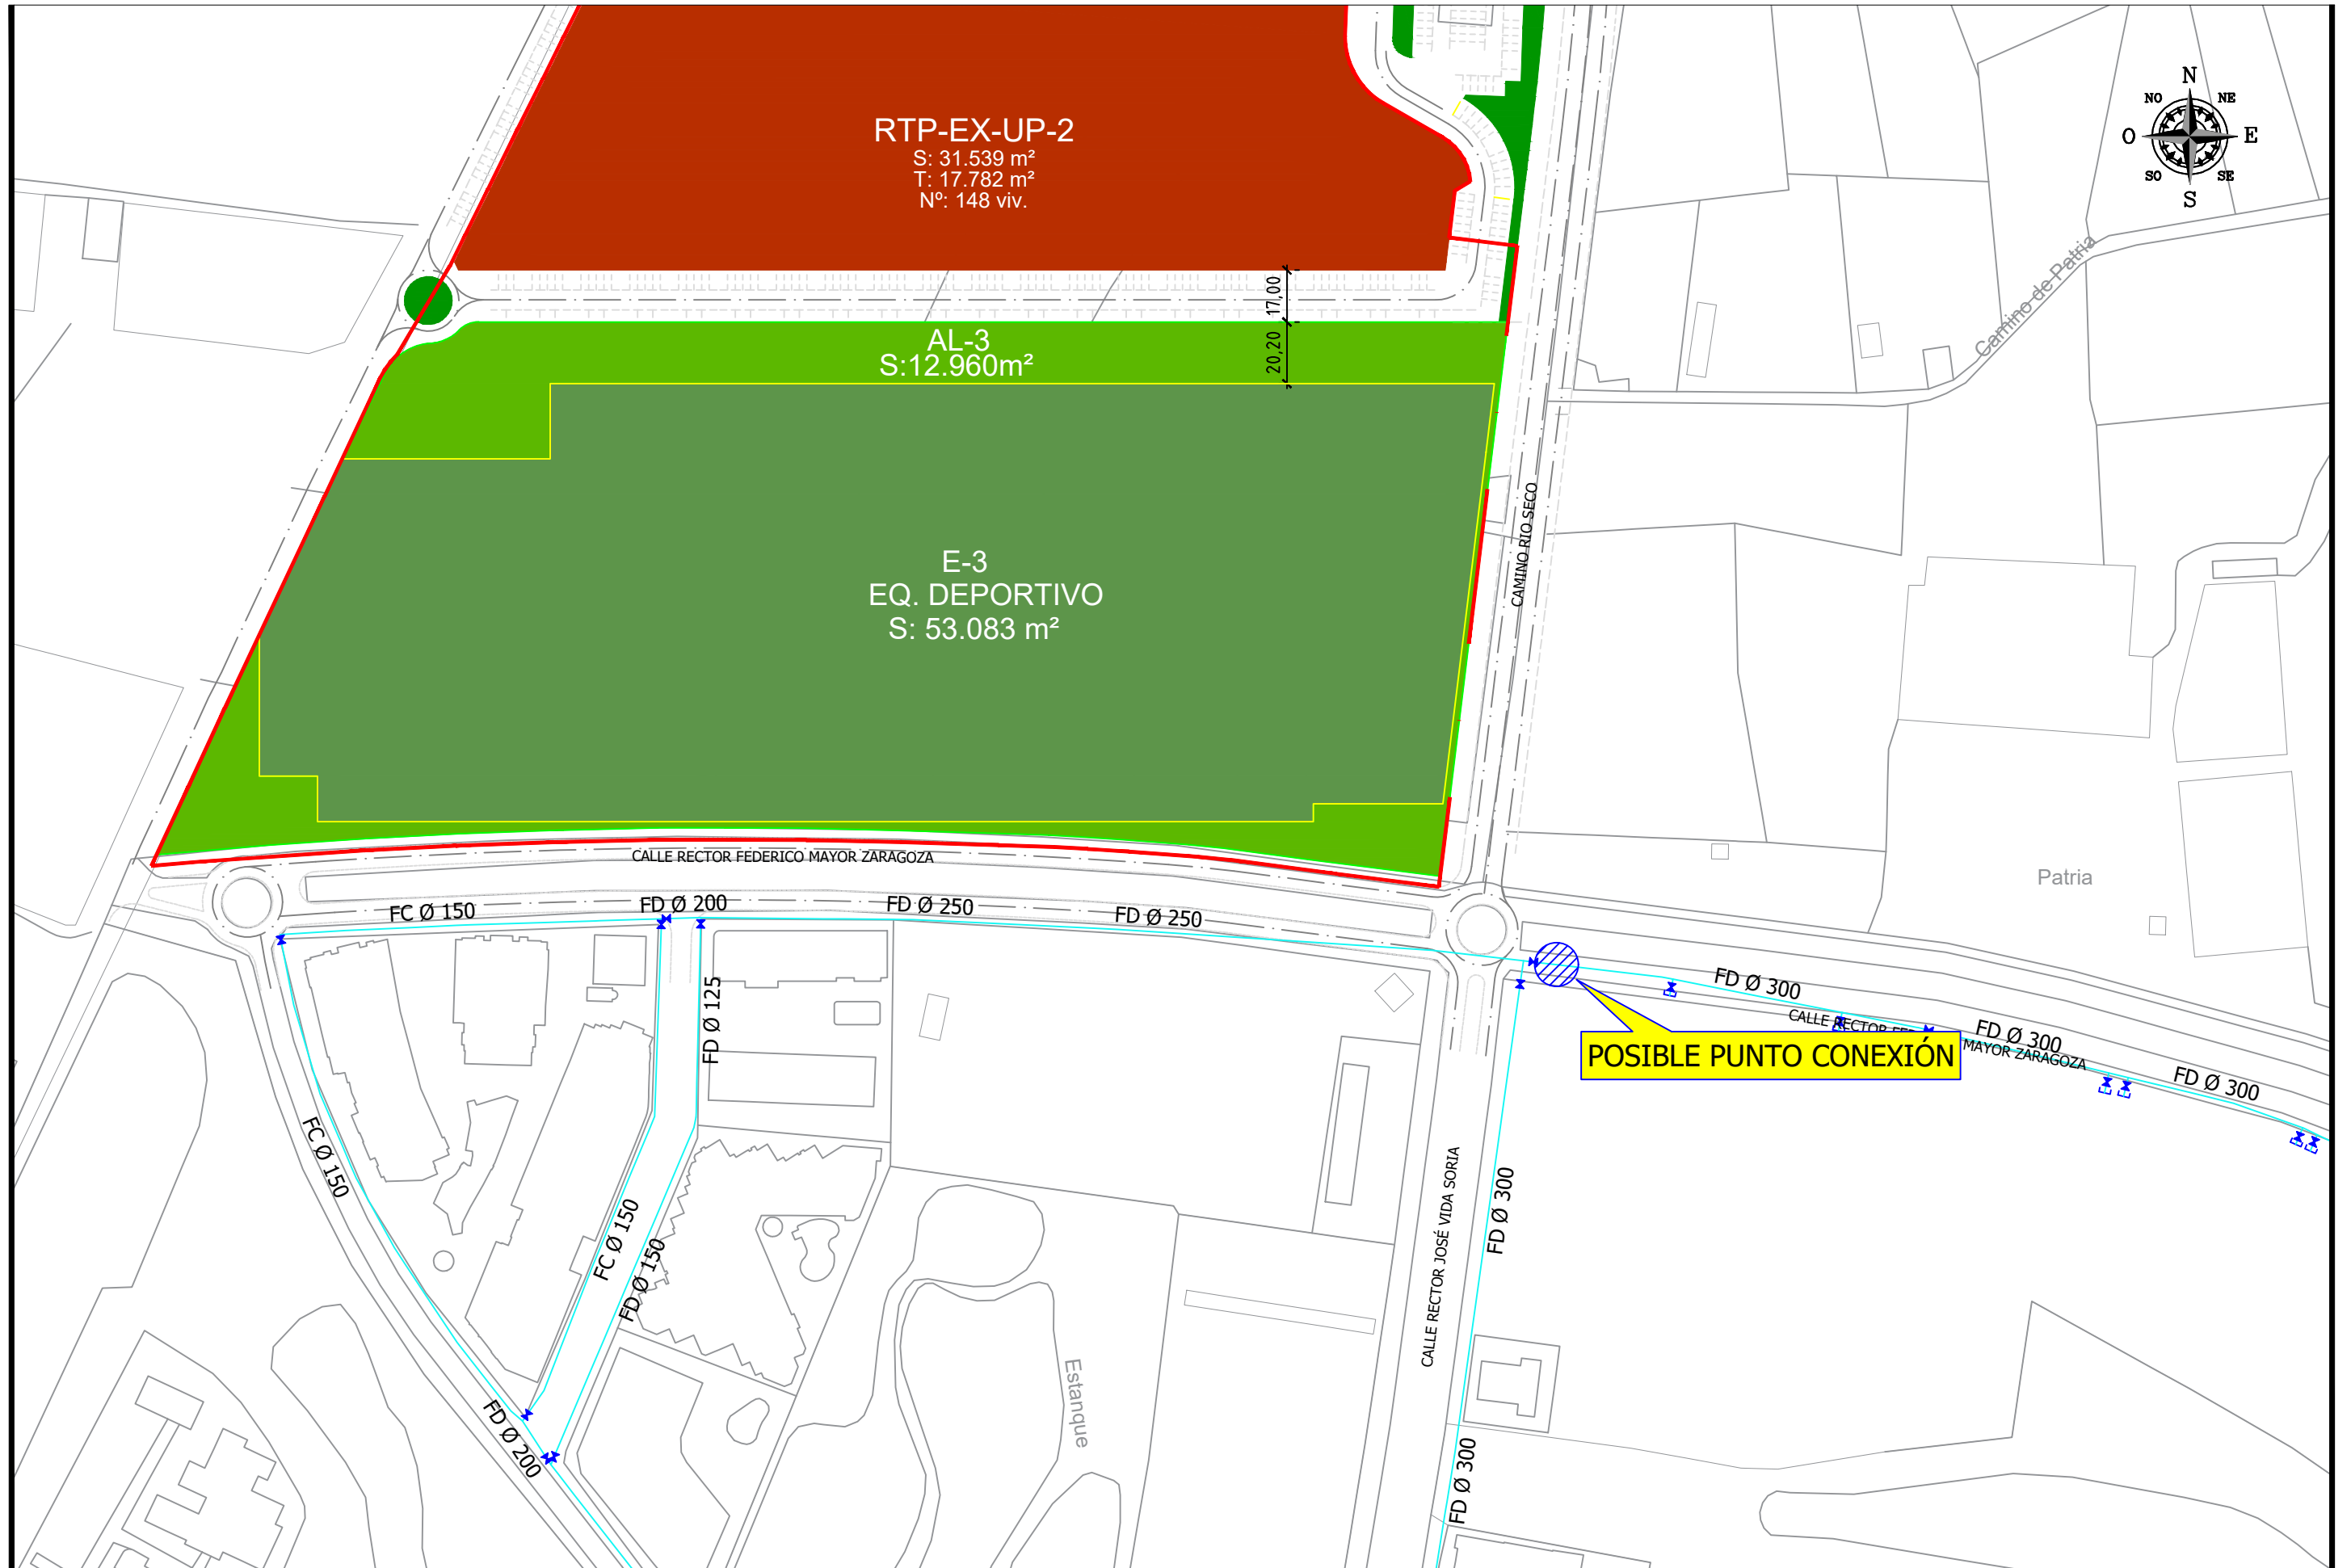 RTP-EX-UP-2
S: 31.539 m²
T: 17.782 m²
Nº: 148 viv.
N
NO
NE
O
E
SO
SE
S
Camino de Patria
17,00
20,20
AL-3
S:12.960m²
E-3
EQ. DEPORTIVO
S: 53.083 m²
CAMINO RIO SECO
CALLE RECTOR FEDERICO MAYOR ZARAGOZA
Patria
FC Ø 150
FD Ø 200
FD Ø 250
FD Ø 250
FD Ø 125
FD Ø 300
CALLE RECTOR
MAYOR ZARAGOZA
FD Ø 300
POSIBLE PUNTO CONEXIÓN
FD Ø 300
FC Ø 150
FC Ø 150
FD Ø 150
CALLE RECTOR JOSÉ VIDA SORIA
FD Ø 300
Estanque
FD Ø 200
FD Ø 300